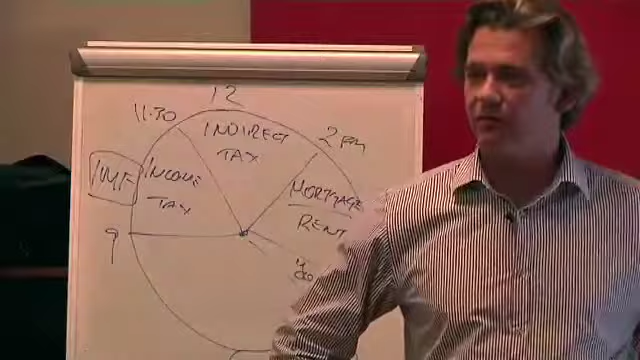 12
11.30
INDIRECT
TAX
2 PM
IMF
INCOME
TAX
MORTGAGE
RENT
9